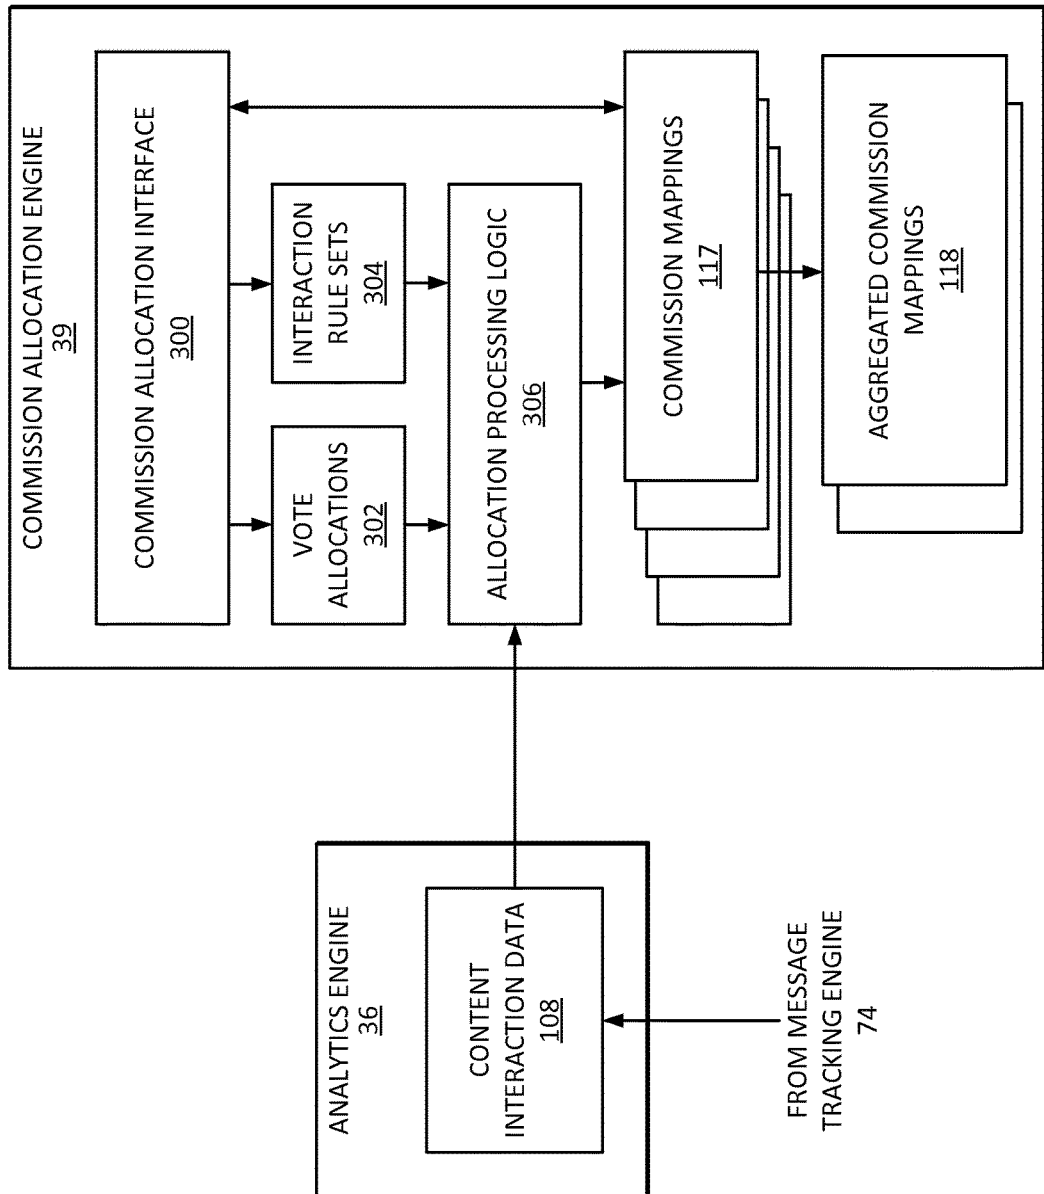 ANALYTICS ENGINE
36
CONTENT
INTERACTION DATA
108
FROM MESSAGE
TRACKING ENGINE
74
COMMISSION ALLOCATION ENGINE
39
COMMISSION ALLOCATION INTERFACE
300
VOTE
ALLOCATIONS
302
INTERACTION
RULE SETS
304
ALLOCATION PROCESSING LOGIC
306
COMMISSION MAPPINGS
117
AGGREGATED COMMISSION
MAPPINGS
118